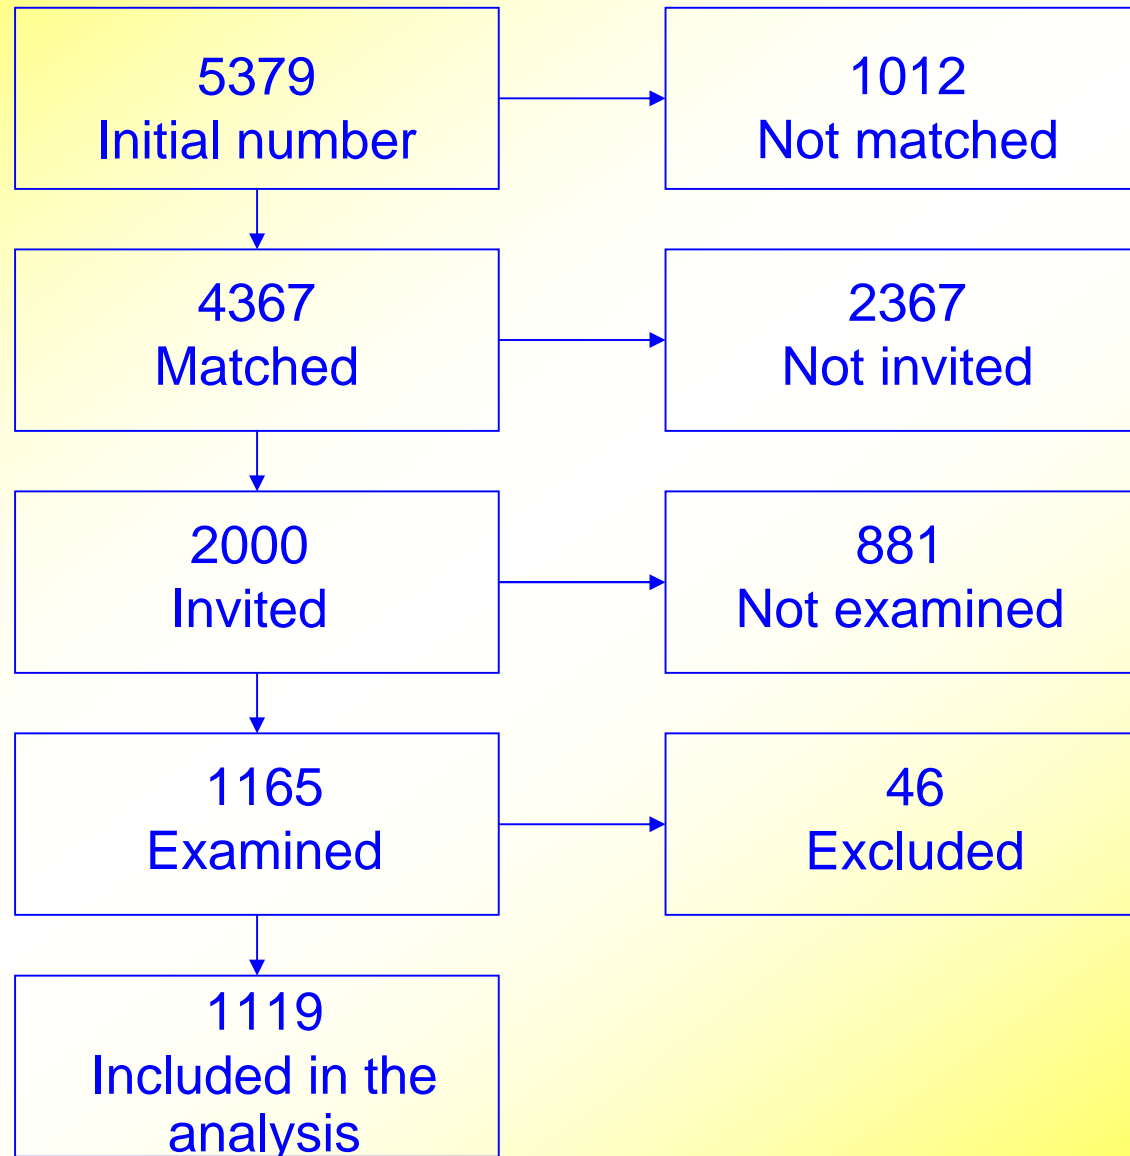 5379
Initial number
1012
Not matched
4367
Matched
2367
Not invited
2000
Invited
881
Not examined
1165
Examined
46
Excluded
1119
Included in the
analysis